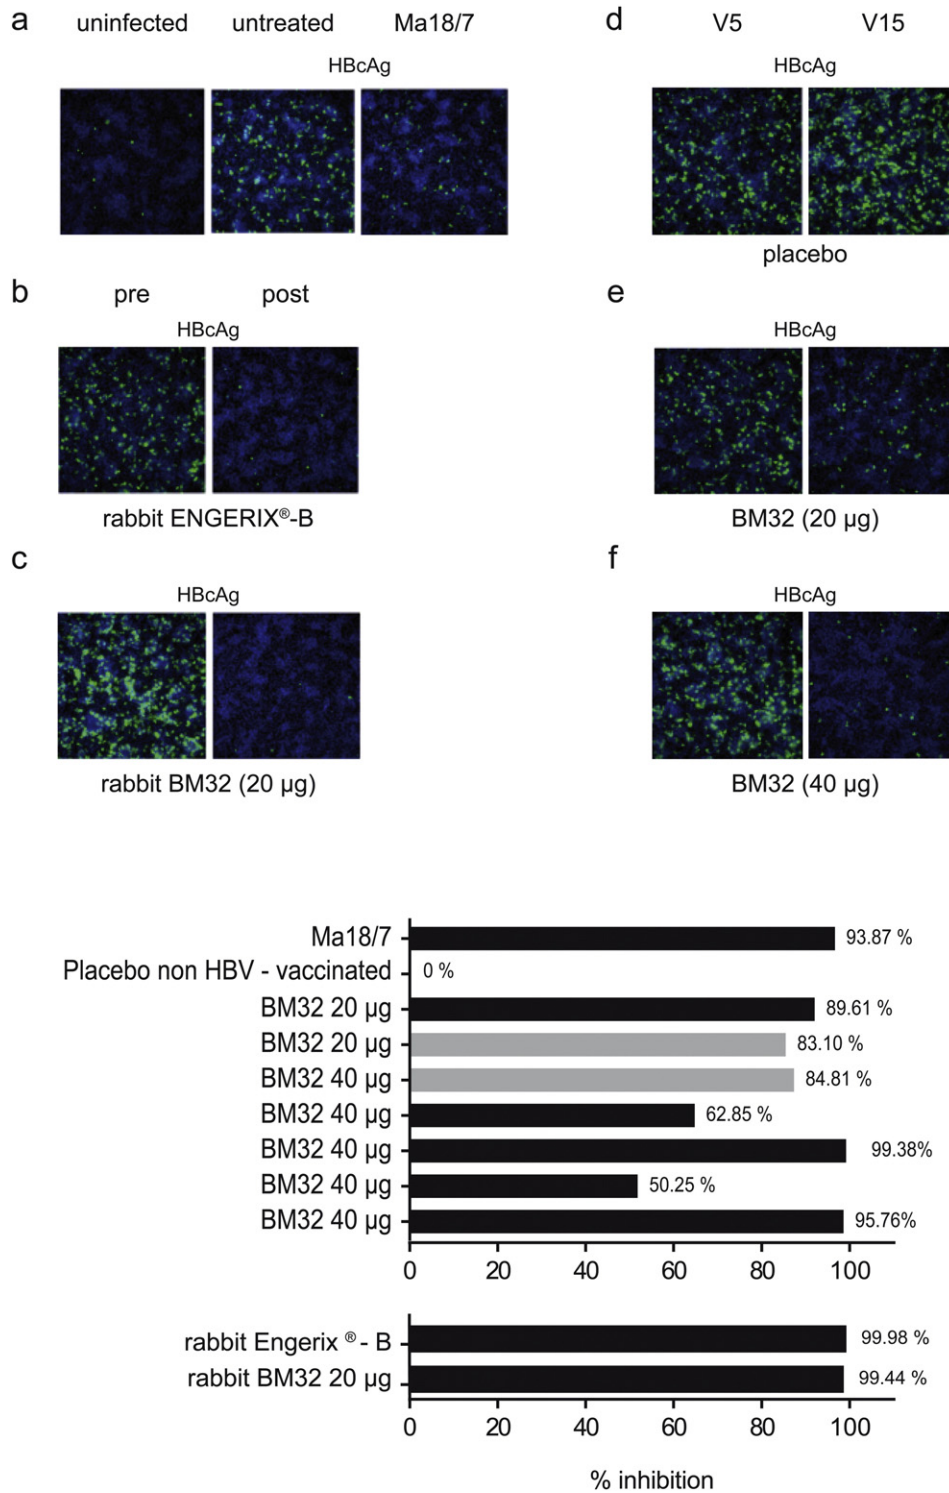 a uninfected untreated Ma18/7
HBcAg
b pre post
HBcAg
rabbit ENGERIX®-B
c
HBcAg
rabbit BM32 (20 µg)
d V5 V15
HBcAg
placebo
e
HBcAg
BM32 (20 µg)
f
HBcAg
BM32 (40 µg)
Ma18/7 93.87 %
Placebo non HBV - vaccinated 0 %
BM32 20 µg 89.61 %
BM32 20 µg 83.10 %
BM32 40 µg 84.81 %
BM32 40 µg 62.85 %
BM32 40 µg 99.38%
BM32 40 µg 50.25 %
BM32 40 µg 95.76%
0 20 40 60 80 100
rabbit Engerix ® - B 99.98 %
rabbit BM32 20 µg 99.44 %
0 20 40 60 80 100
% inhibition